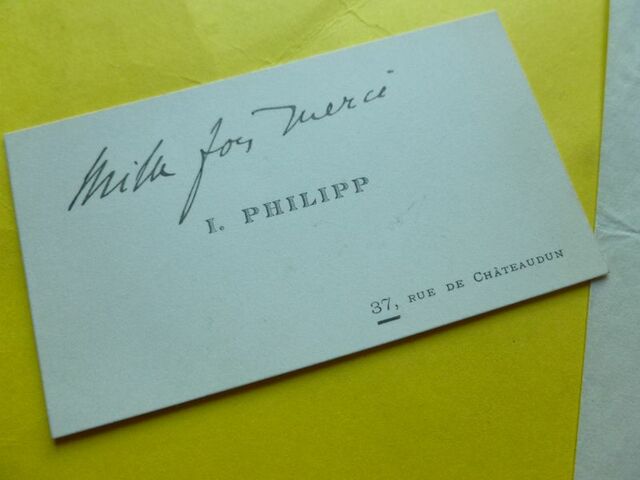 Mille fois merci
I. PHILIPP
37, RUE DE CHÂTEAUDUN